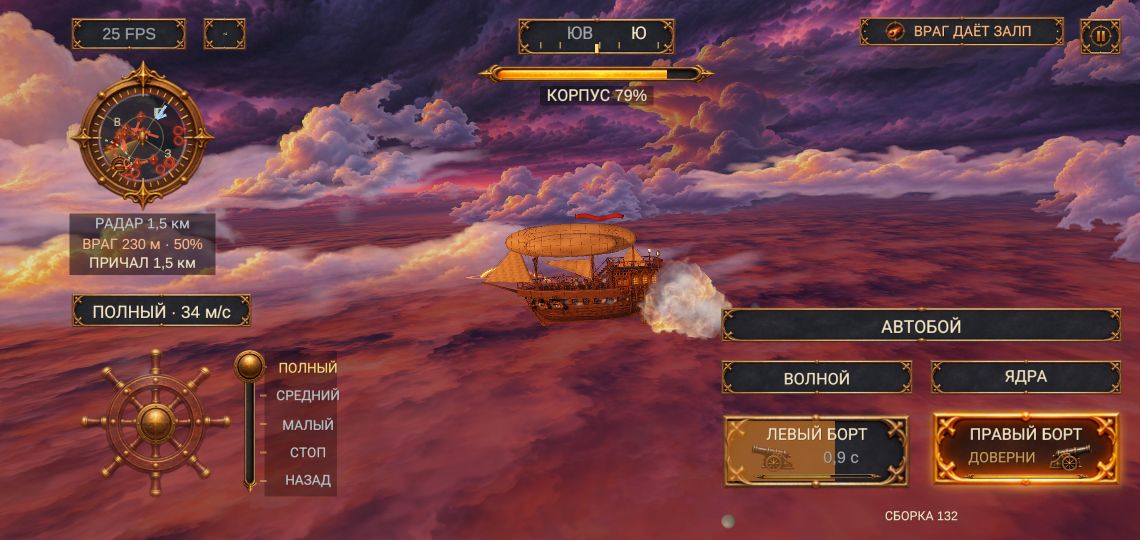 25 FPS
~
ЮВ Ю
ВРАГ ДАЁТ ЗАЛП
КОРПУС 79%
В
З
РАДАР 1,5 км
ВРАГ 230 м · 50%
ПРИЧАЛ 1,5 км
ПОЛНЫЙ · 34 м/с
ПОЛНЫЙ
СРЕДНИЙ
МАЛЫЙ
СТОП
НАЗАД
АВТОБОЙ
ВОЛНОЙ
ЯДРА
ЛЕВЫЙ БОРТ
0,9 с
ПРАВЫЙ БОРТ
ДОВЕРНИ
СБОРКА 132